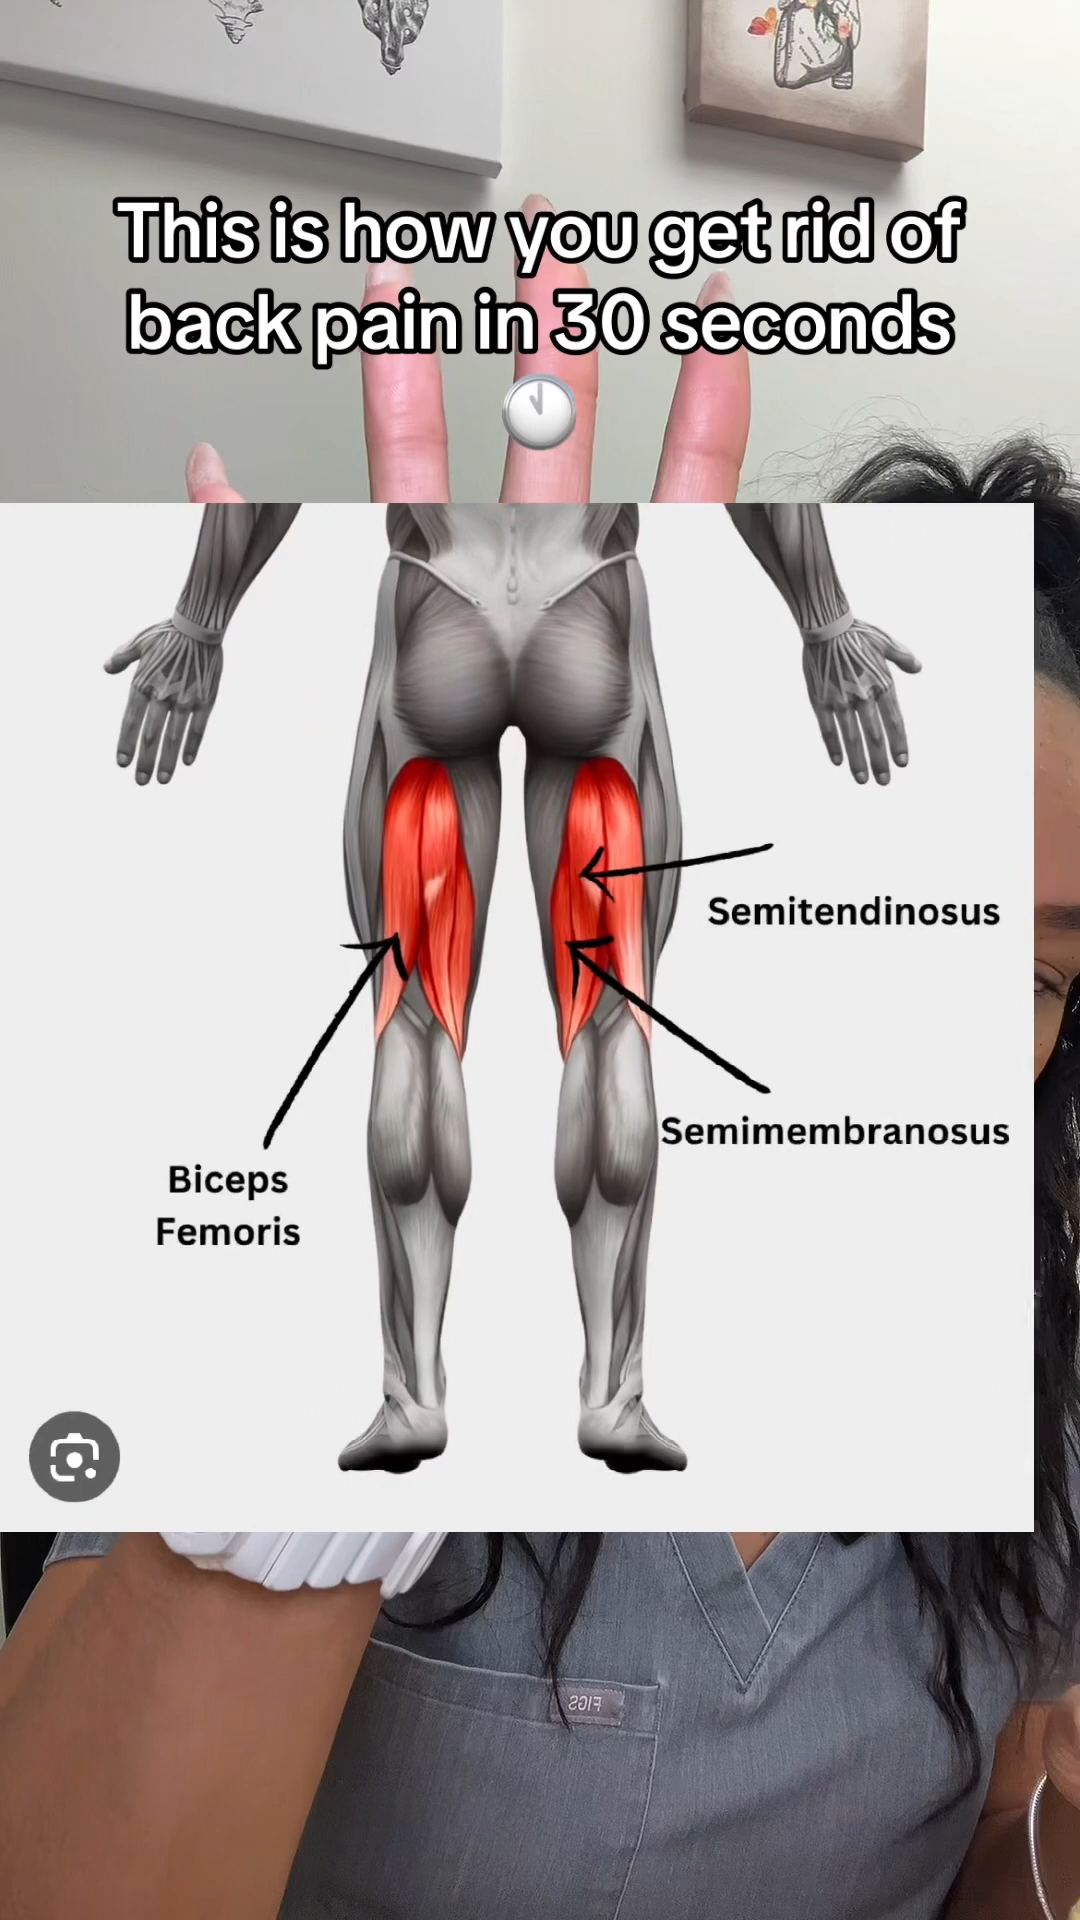 This is how you get rid of
back pain in 30 seconds
🕚
Semitendinosus
Semimembranosus
Biceps
Femoris
FIGS